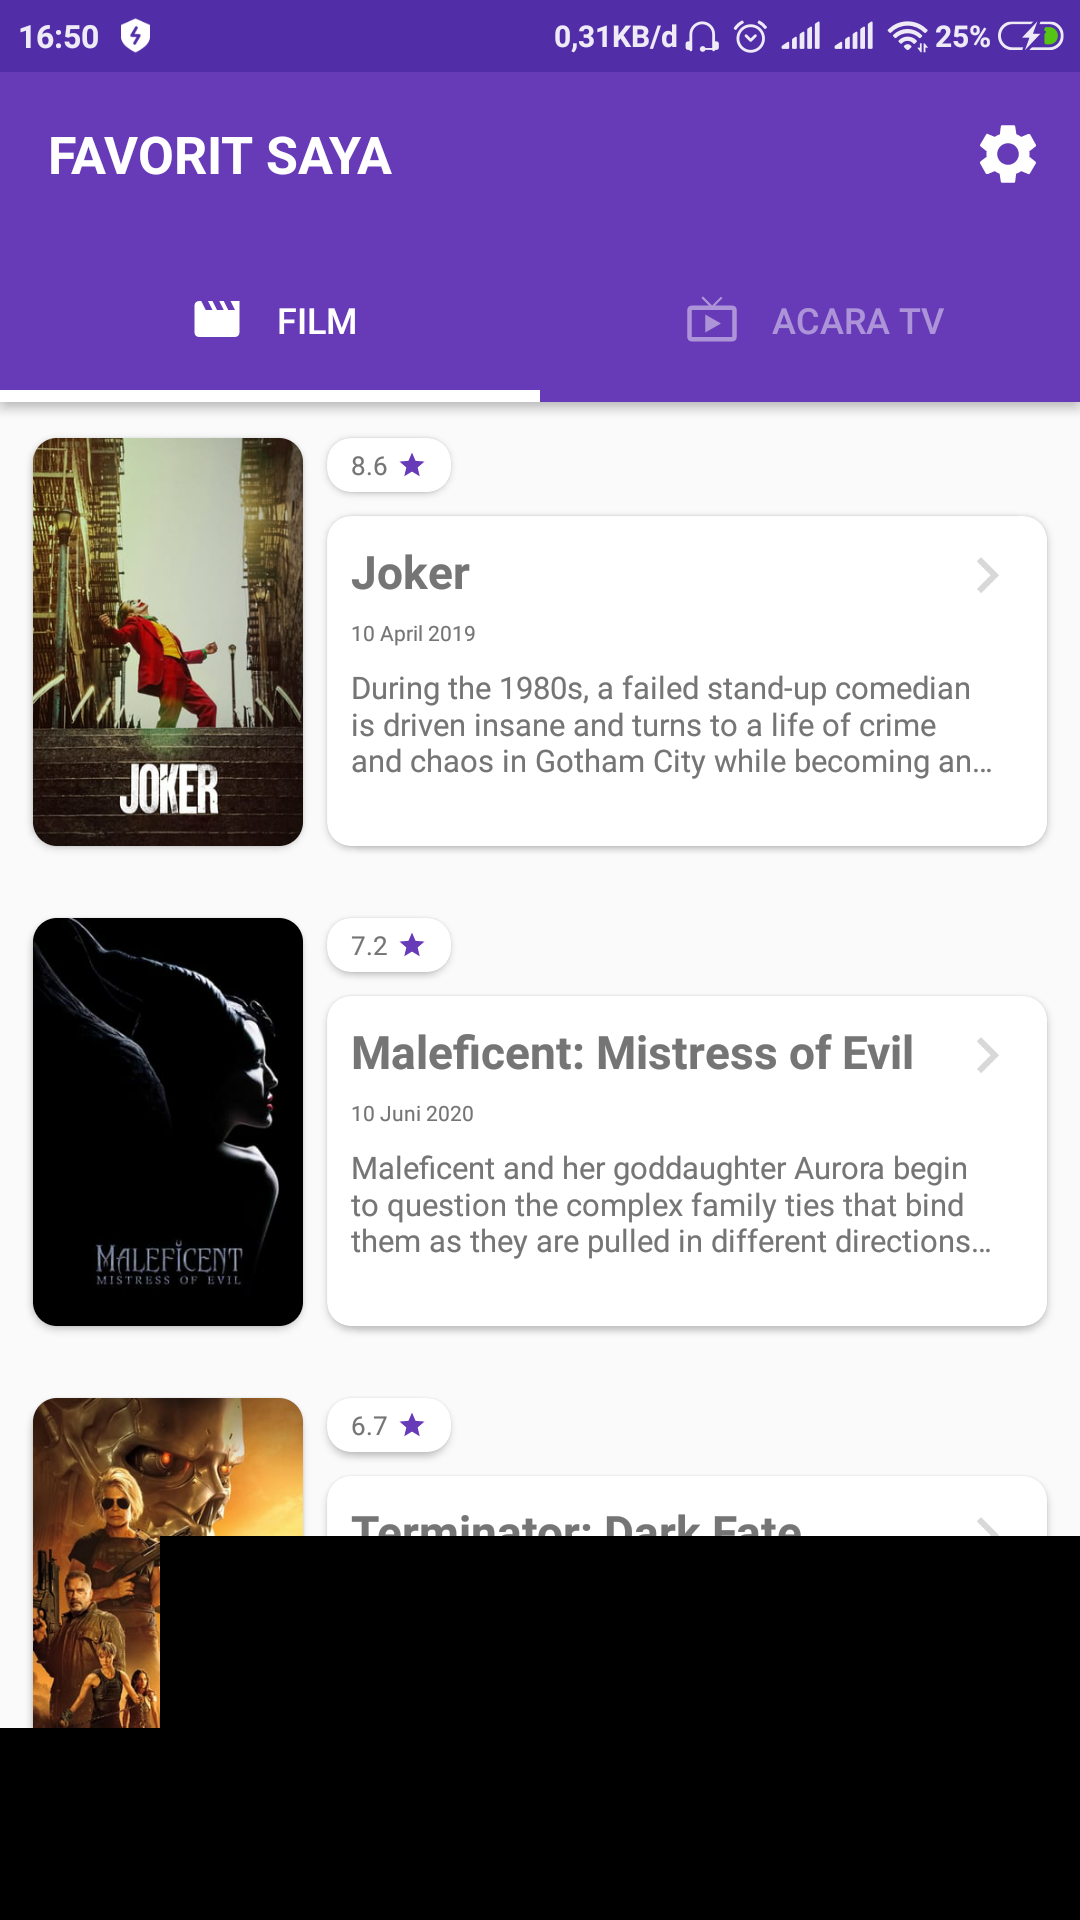 16:50
0,31KB/d
25%
FAVORIT SAYA
FILM
ACARA TV
8.6
Joker
10 April 2019
During the 1980s, a failed stand-up comedian
is driven insane and turns to a life of crime
and chaos in Gotham City while becoming an...
JOKER
7.2
Maleficent: Mistress of Evil
10 Juni 2020
Maleficent and her goddaughter Aurora begin
to question the complex family ties that bind
them as they are pulled in different directions...
MALEFICENT
MISTRESS OF EVIL
6.7
Terminator: Dark Fate